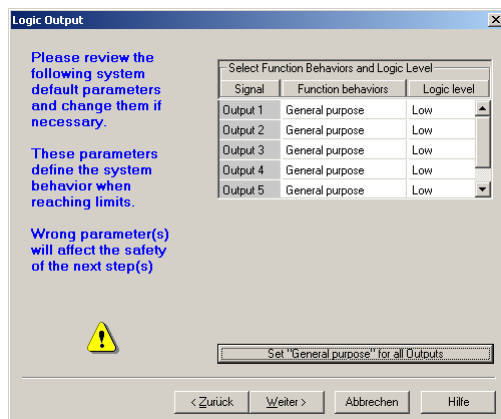 Logic Output
Please review the
following system
default parameters
and change them if
necessary.
These parameters
define the system
behavior when
reaching limits.
Wrong parameter(s)
will affect the safety
of the next step(s)
Select Function Behaviors and Logic Level
Signal Function behaviors Logic level
Output 1 General purpose Low
Output 2 General purpose Low
Output 3 General purpose Low
Output 4 General purpose Low
Output 5 General purpose Low
Set "General purpose" for all Outputs
< Zurück Weiter > Abbrechen Hilfe